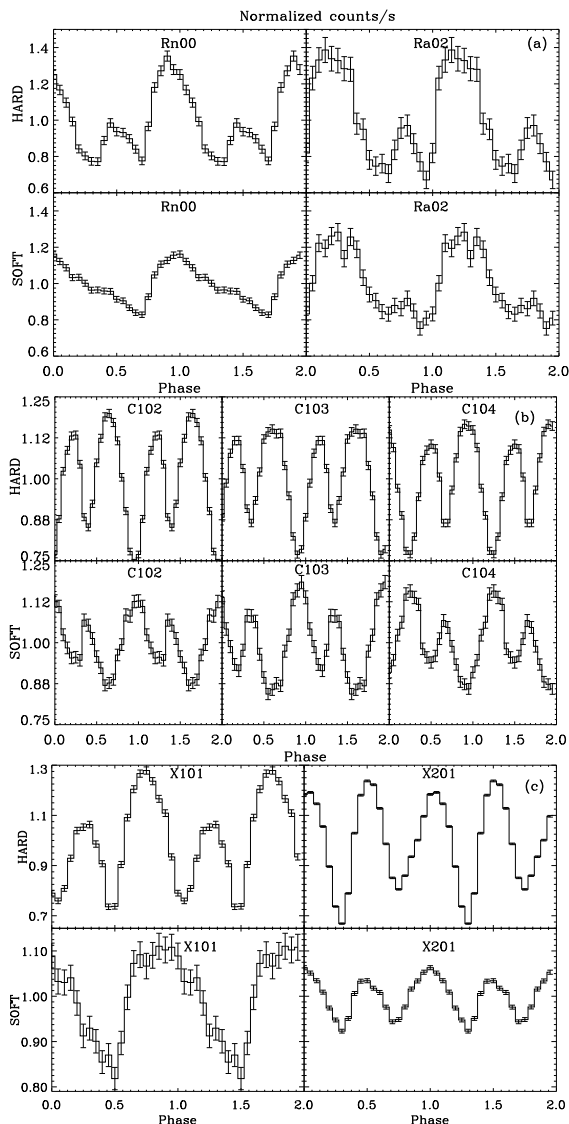 Normalized counts/s
Rn00 Ra02 (a)
HARD
1.4
1.2
1.0
0.8
0.6
Rn00 Ra02
SOFT
1.4
1.2
1.0
0.8
0.6
0.0 0.5 1.0 1.5 2.0 0.5 1.0 1.5 2.0
Phase Phase
C102 C103 C104 (b)
HARD
1.25
1.12
1.00
0.88
0.75
C102 C103 C104
SOFT
1.25
1.12
1.00
0.88
0.75
0.0 0.5 1.0 1.5 2.0 0.5 1.0 1.5 2.0 0.5 1.0 1.5 2.0
Phase
X101 X201 (c)
HARD
1.3
1.1
0.9
0.7
X101 X201
SOFT
1.10
1.00
0.90
0.80
0.0 0.5 1.0 1.5 2.0 0.5 1.0 1.5 2.0
Phase Phase